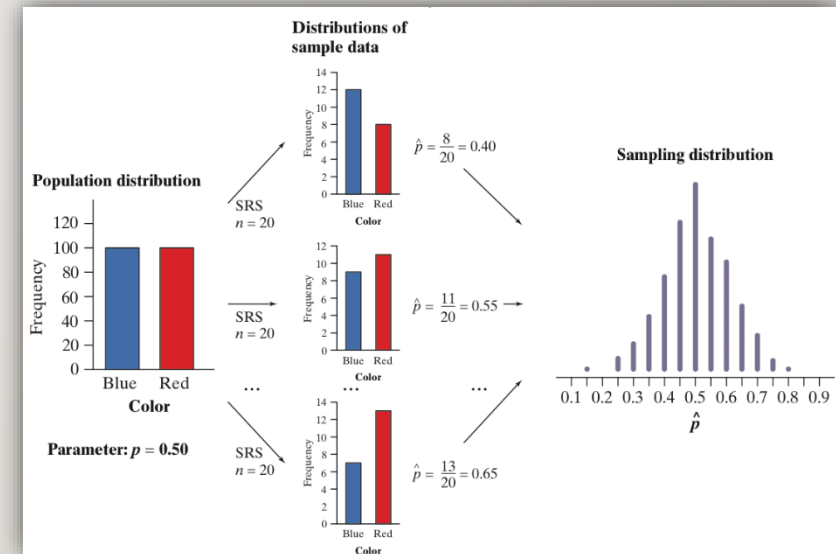 Distributions of
sample data
Population distribution
120
100
80
60
40
20
0
Frequency
Blue Red
Color
Parameter: p = 0.50
SRS
n = 20
SRS
n = 20
...
SRS
n = 20
14
12
10
8
6
4
2
0
Frequency
Blue Red
Color
p̂ = 8/20 = 0.40
12
10
8
6
4
2
0
Frequency
Blue Red
Color
p̂ = 11/20 = 0.55
...
...
14
12
10
8
6
4
2
0
Frequency
Blue Red
Color
p̂ = 13/20 = 0.65
Sampling distribution
0.1 0.2 0.3 0.4 0.5 0.6 0.7 0.8 0.9
p̂